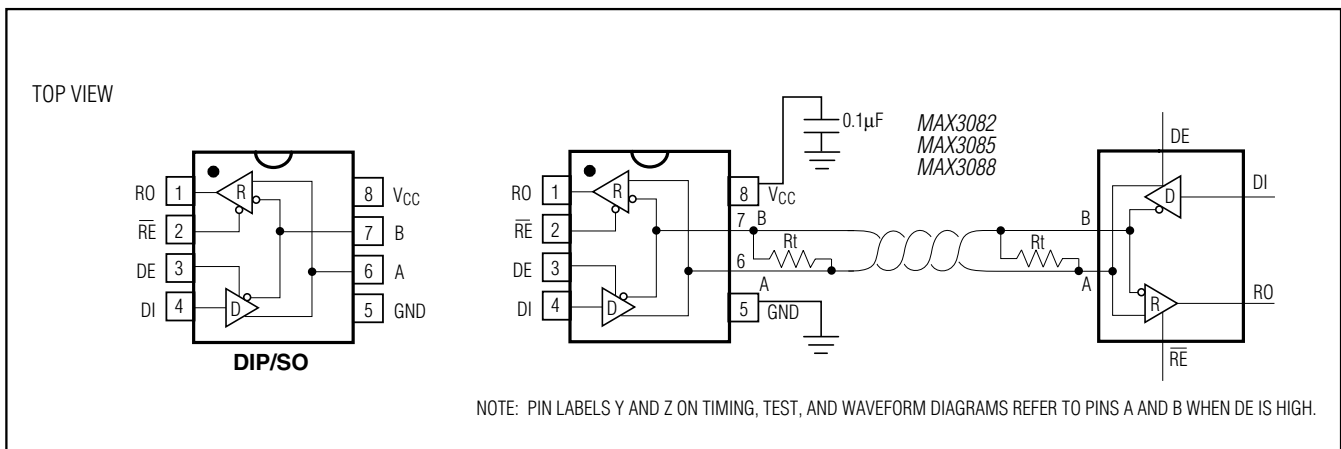 TOP VIEW
RO 1
RE 2
DE 3
DI 4
R
D
8 VCC
7 B
6 A
5 GND
DIP/SO
RO 1
RE 2
DE 3
DI 4
R
D
8 VCC
7 B
6 A
5 GND
0.1µF
Rt
MAX3082
MAX3085
MAX3088
Rt
B
A
DE
D
DI
R
RO
RE
NOTE: PIN LABELS Y AND Z ON TIMING, TEST, AND WAVEFORM DIAGRAMS REFER TO PINS A AND B WHEN DE IS HIGH.